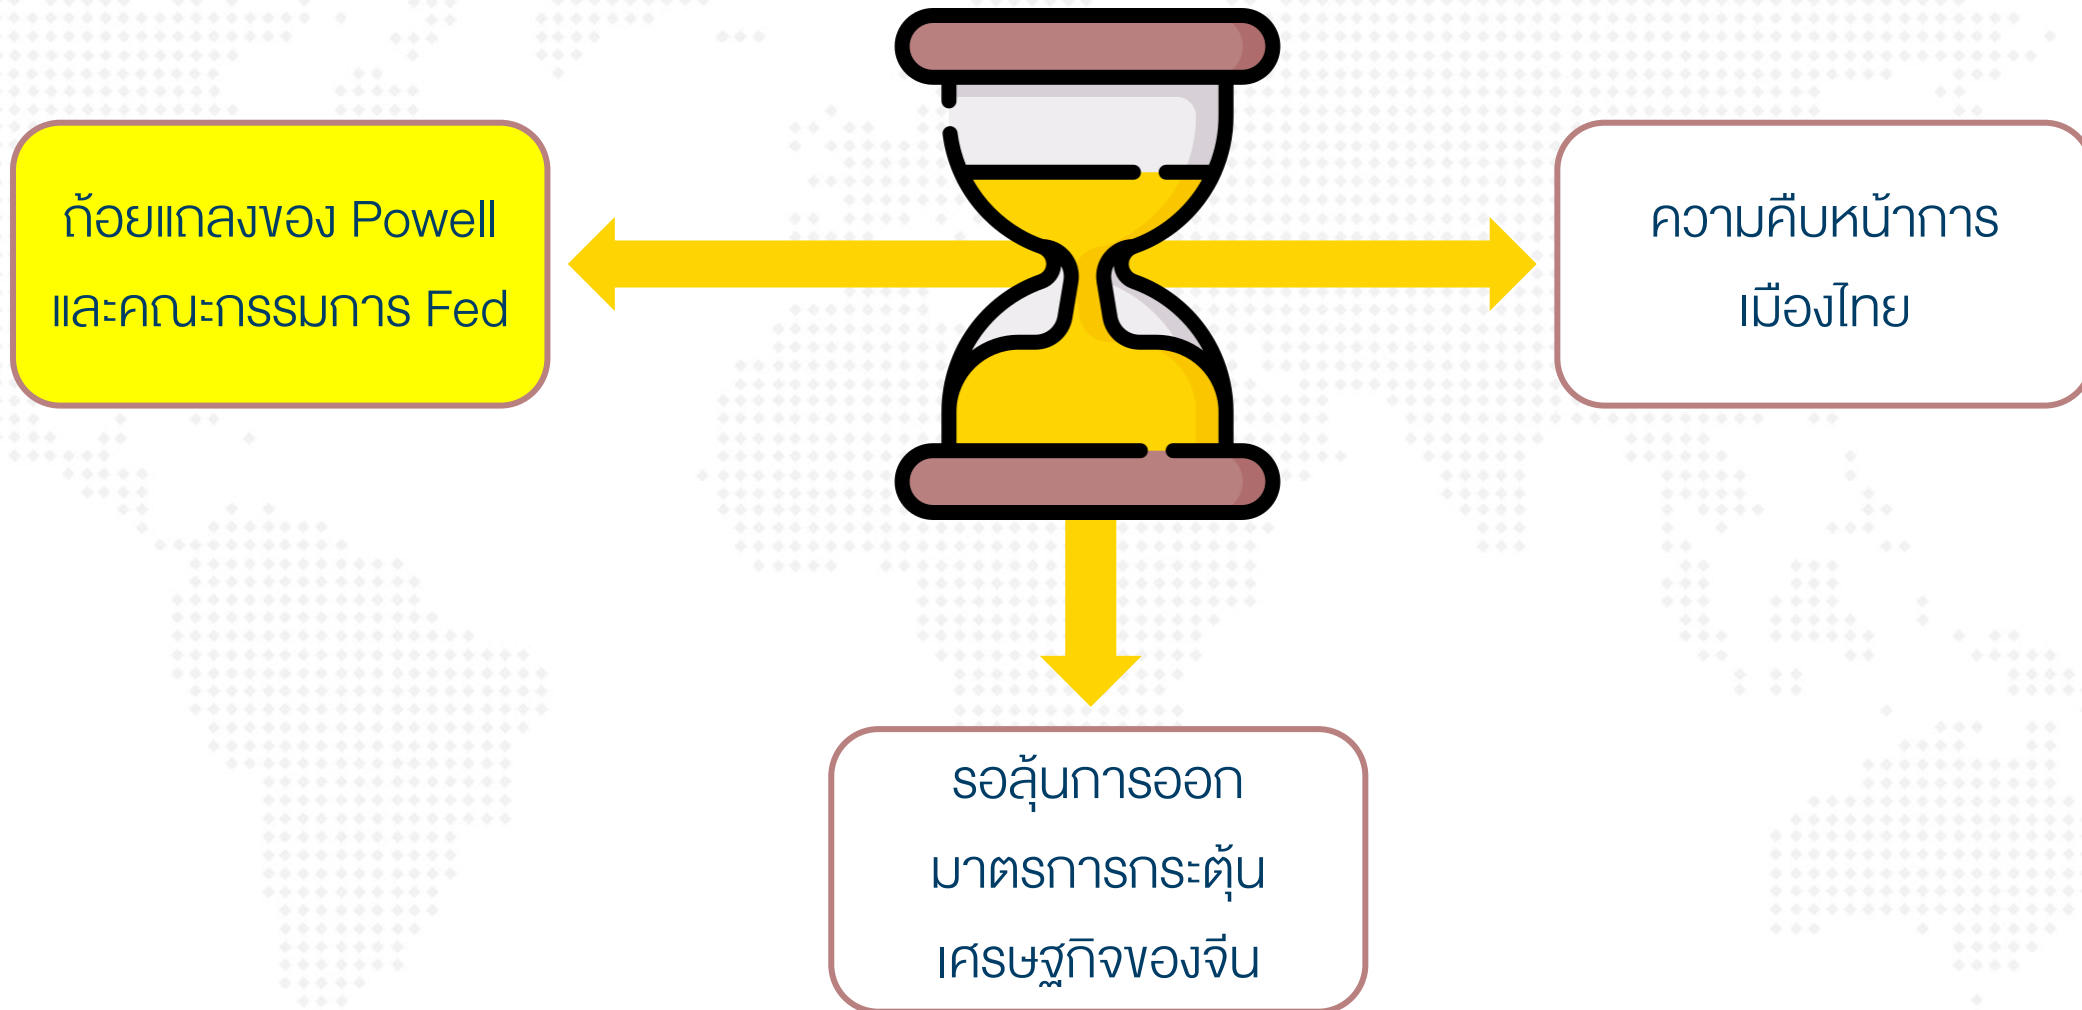 ถ้อยแถลงของ Powell
และคณะกรรมการ Fed
ความคืบหน้าการ
เมืองไทย
รอลุ้นการออก
มาตรการกระตุ้น
เศรษฐกิจของจีน